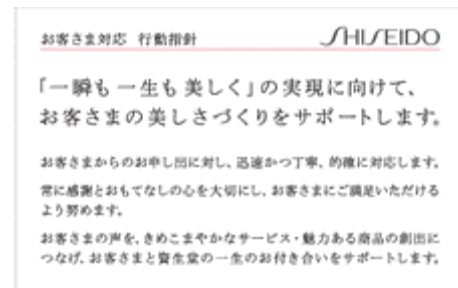 お客さま対応 行動指針
SHISEIDO
「一瞬も 一生も 美しく」の実現に向けて、
お客さまの美しさづくりをサポートします。
お客さまからのお申し出に対し、迅速かつ丁寧、的確に対応します。
常に感謝とおもてなしの心を大切にし、お客さまにご満足いただける
よう努めます。
お客さまの声を、きめこまやかなサービス・魅力ある商品の創出に
つなげ、お客さまと資生堂の一生のお付き合いをサポートします。